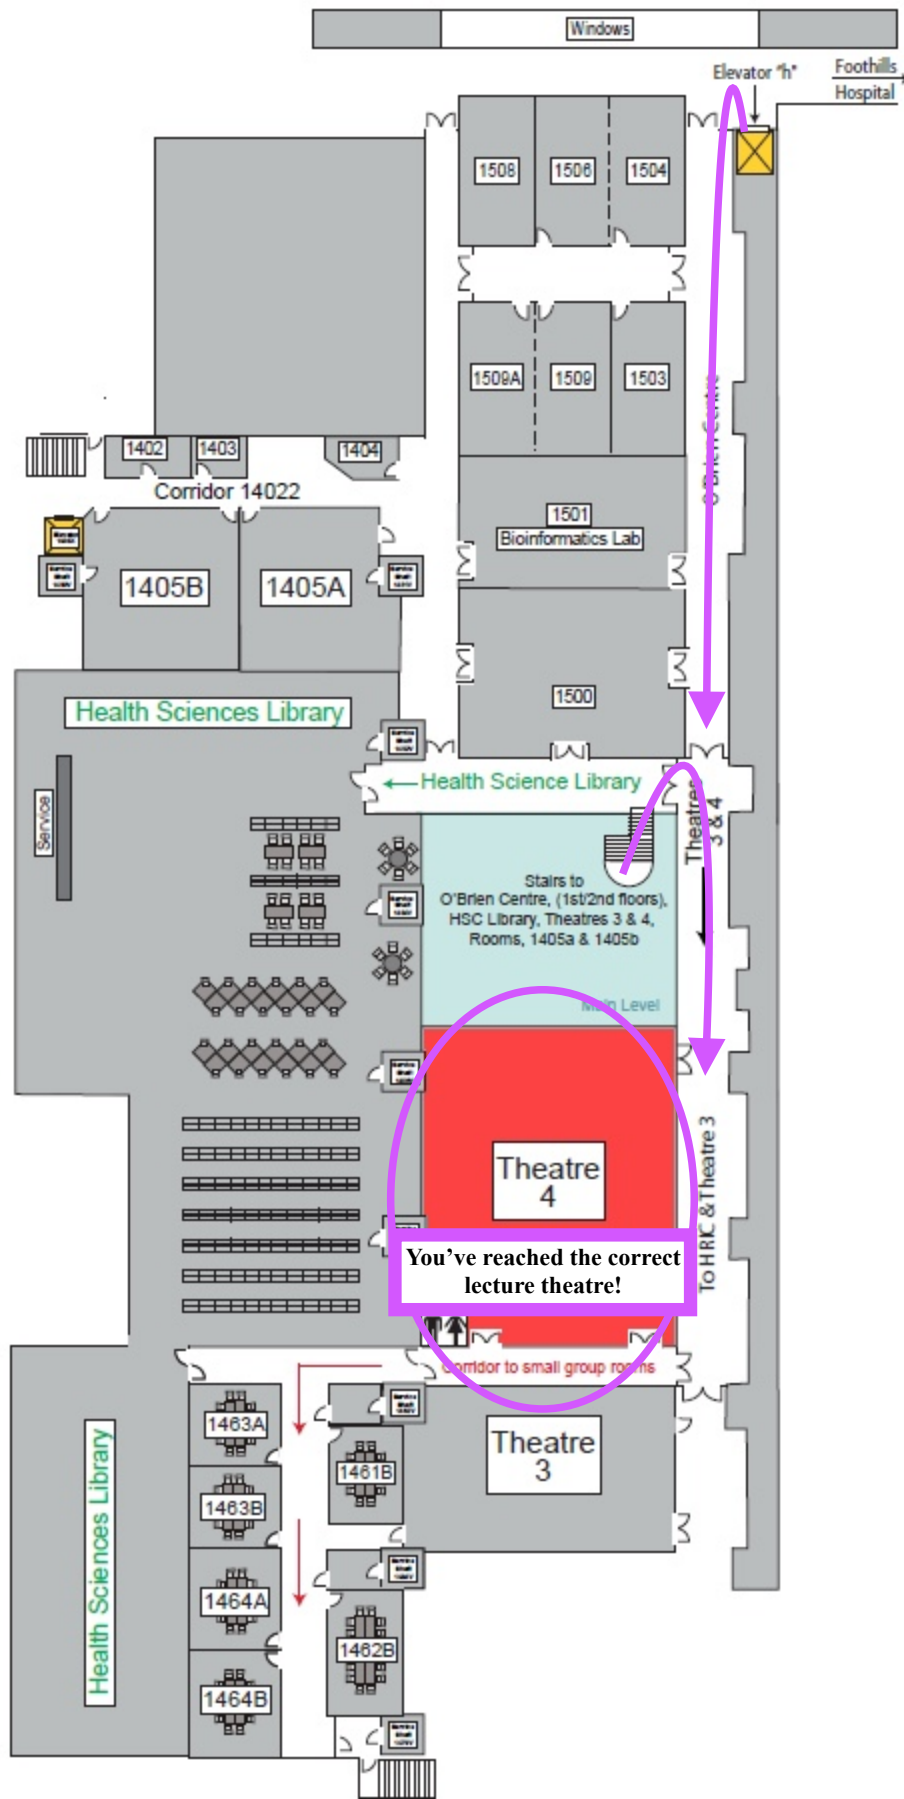 Windows
Elevator "h"
Foothills
Hospital
1508
1506
1504
1509A
1509
1503
O'Brien Centre
1402
1403
1404
Corridor 14022
1501
Bioinformatics Lab
1405B
1405A
1500
Health Sciences Library
Service
← Health Science Library
Theatres
3 & 4
Stairs to
O'Brien Centre, (1st/2nd floors),
HSC Library, Theatres 3 & 4,
Rooms, 1405a & 1405b
Main Level
Theatre
4
To HRIC & Theatre 3
You've reached the correct
lecture theatre!
Corridor to small group rooms
Theatre
3
1463A
1461B
1463B
1464A
1462B
1464B
Health Sciences Library